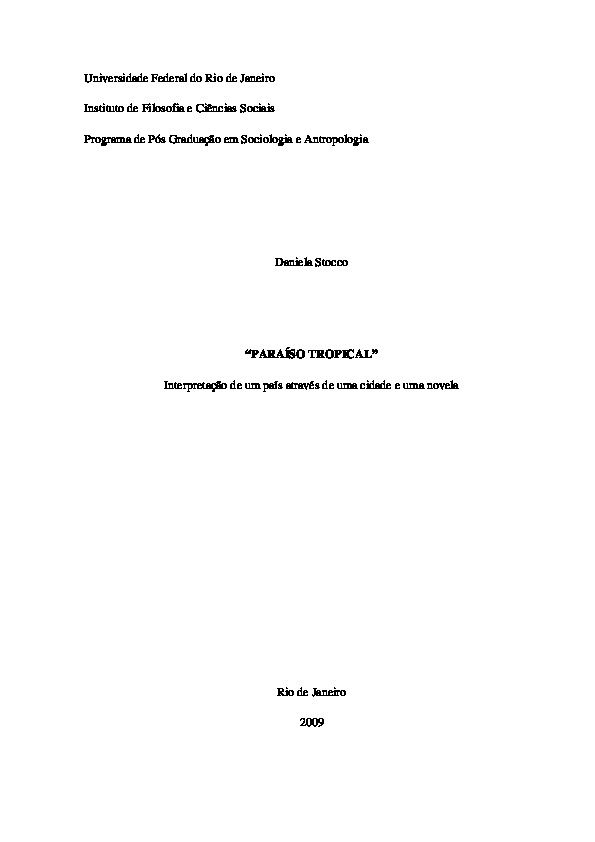 Universidade Federal do Rio de Janeiro
Instituto de Filosofia e Ciências Sociais
Programa de Pós Graduação em Sociologia e Antropologia
Daniela Stocco
“PARAÍSO TROPICAL”
Interpretação de um país através de uma cidade e uma novela
Rio de Janeiro
2009